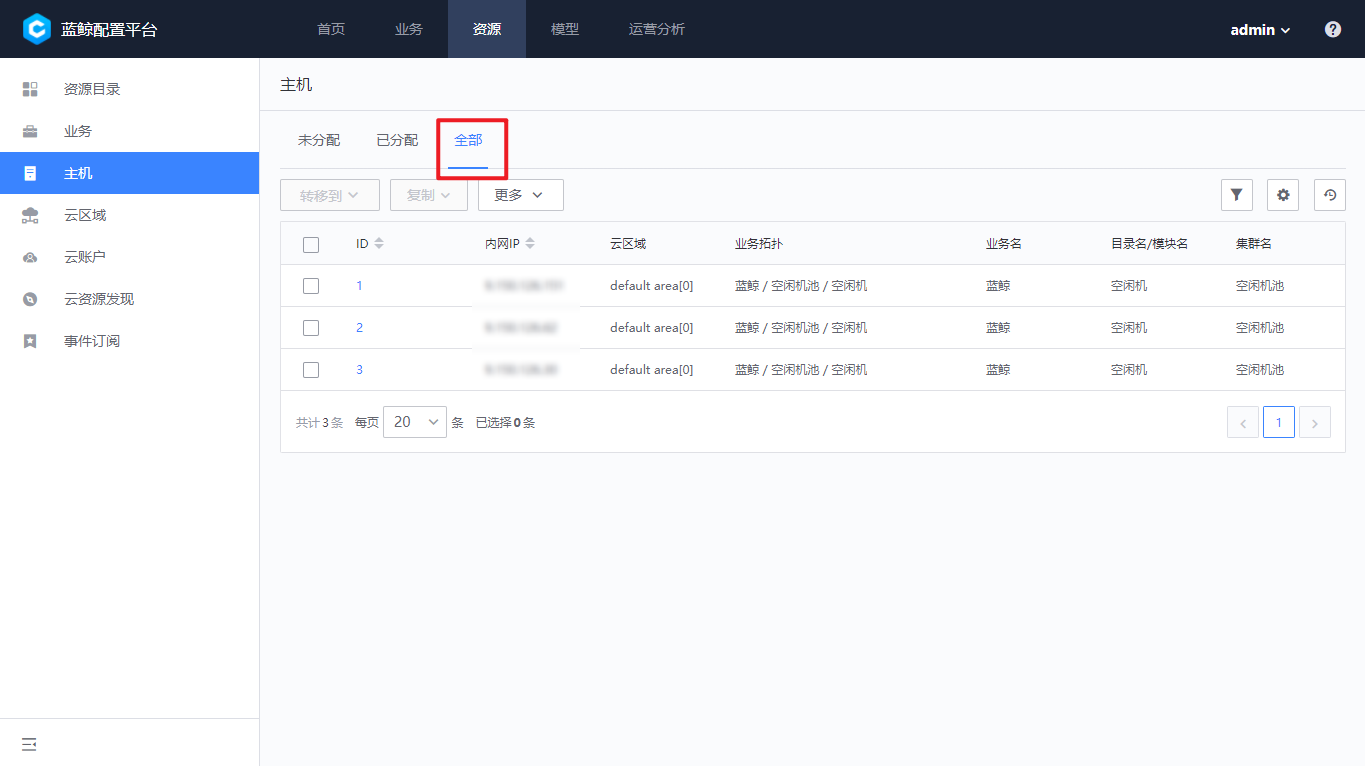 蓝鲸配置平台 首页 业务 资源 模型 运营分析 admin
资源目录
业务
主机
云区域
云账户
云资源发现
事件订阅
主机
未分配 已分配 全部
转移到 复制 更多
ID 内网IP 云区域 业务拓扑 业务名 目录名/模块名 集群名
1 default area[0] 蓝鲸 / 空闲机池 / 空闲机 蓝鲸 空闲机 空闲机池
2 default area[0] 蓝鲸 / 空闲机池 / 空闲机 蓝鲸 空闲机 空闲机池
3 default area[0] 蓝鲸 / 空闲机池 / 空闲机 蓝鲸 空闲机 空闲机池
共计 3 条 每页 20 条 已选择 0 条 1